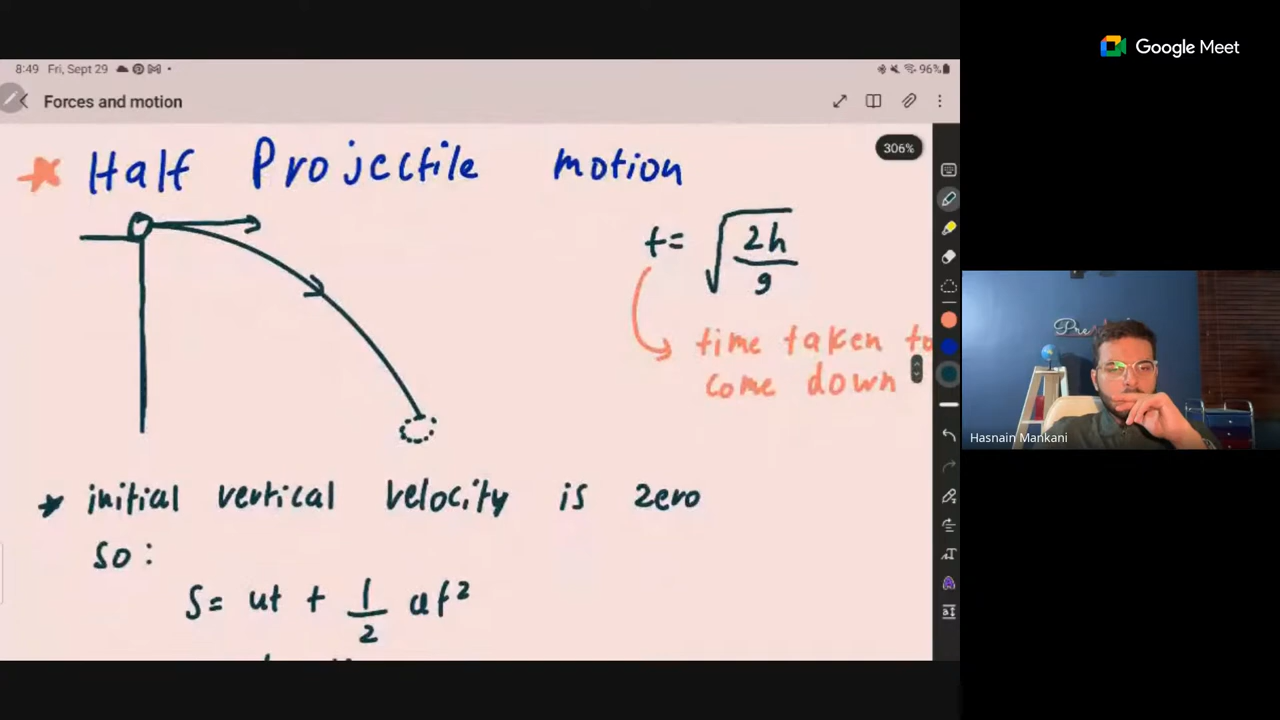 Google Meet
8:49 Fri, Sept 29
96%
Forces and motion
306%
Half Projectile motion
t= √2h/g
time taken to
come down
Hasnain Mankani
initial vertical velocity is zero
so:
S= ut + 1/2 at²